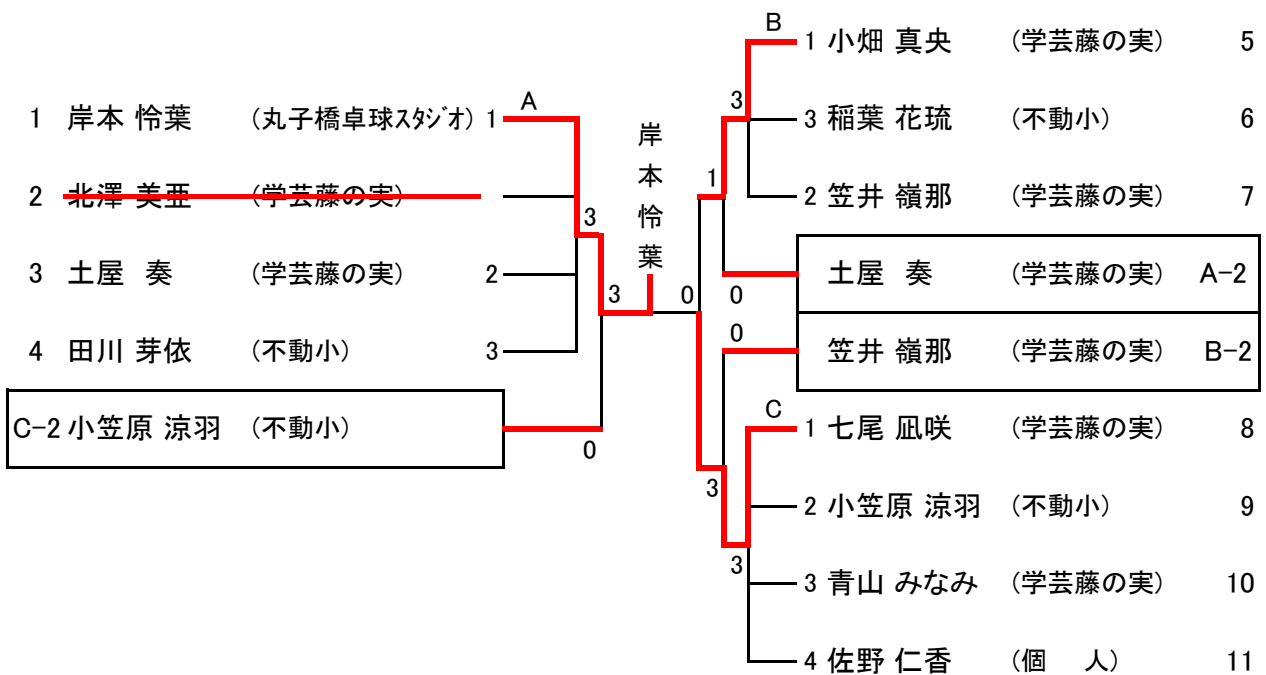 A
1 岸本 怜葉 (丸子橋卓球スタジオ) 1
2 北澤 美亜 (学芸藤の実)
3
3 土屋 奏 (学芸藤の実) 2
3
4 田川 芽依 (不動小) 3
C-2 小笠原 涼羽 (不動小)
0
岸本怜葉
B
1 小畑 真央 (学芸藤の実) 5
3
3 稲葉 花琉 (不動小) 6
1
2 笠井 嶺那 (学芸藤の実) 7
土屋 奏 (学芸藤の実) A-2
0 0
0
笠井 嶺那 (学芸藤の実) B-2
C
1 七尾 凪咲 (学芸藤の実) 8
3
2 小笠原 涼羽 (不動小) 9
3
3 青山 みなみ (学芸藤の実) 10
4 佐野 仁香 (個 人) 11